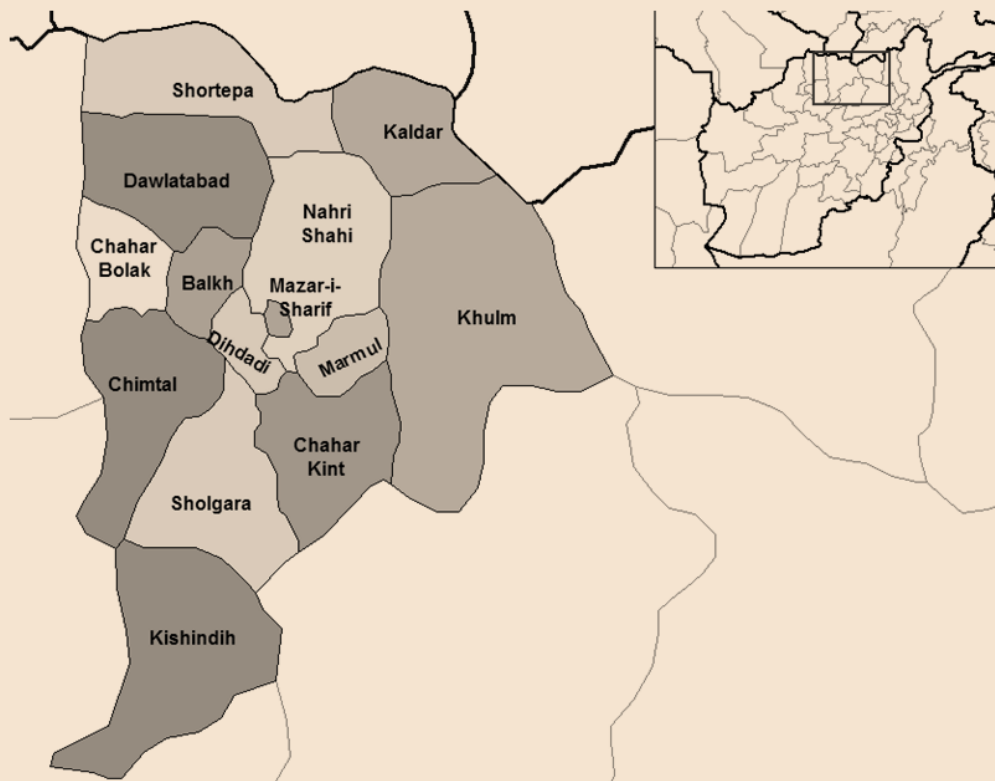 Shortepa
Kaldar
Dawlatabad
Nahri
Shahi
Chahar
Bolak
Balkh
Mazar-i-
Sharif
Khulm
Dihdadi
Marmul
Chimtal
Chahar
Kint
Sholgara
Kishindih